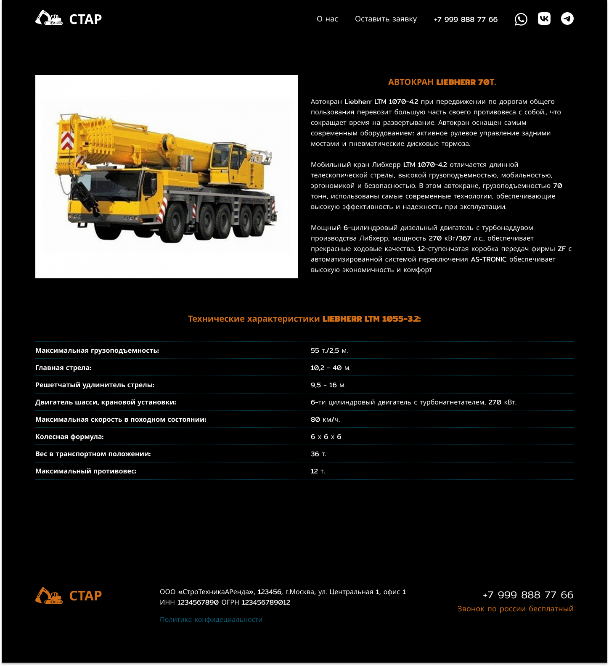 СТАР
О нас
Оставить заявку
+7 999 888 77 66
АВТОКРАН LIEBHERR 70Т.
Автокран Liebherr LTM 1070-4.2 при передвижении по дорогам общего
пользования перевозит большую часть своего противовеса с собой., что
сокращает время на развертывание. Автокран оснащен самым
современным оборудованием: активное рулевое управление задними
мостами и пневматические дисковые тормоза.
Мобильный кран Либхерр LTM 1070-4.2 отличается длинной
телескопической стрелы, высокой грузоподъемностью, мобильностью,
эргономикой и безопасностью. В этом автокране, грузоподъемностью 70
тонн, использованы самые современные технологии, обеспечивающие
высокую эффективность и надежность при эксплуатации.
Мощный 6-цилиндровый дизельный двигатель с турбонаддувом
производства Либхерр, мощность 270 кВт/367 л.с., обеспечивает
прекрасные ходовые качества. 12-ступенчатая коробка передач фирмы ZF с
автоматизированной системой переключения AS-TRONIC обеспечивает
высокую экономичность и комфорт
Технические характеристики LIEBHERR LTM 1055-3.2:
Максимальная грузоподъемность: 55 т./2,5 м.
Главная стрела: 10,2 - 40 м.
Решетчатый удлинитель стрелы: 9,5 - 16 м
Двигатель шасси, крановой установки: 6-ти цилиндровый двигатель с турбонагнетателем, 270 кВт.
Максимальная скорость в походном состоянии: 80 км/ч.
Колесная формула: 6 х 6 х 6
Вес в транспортном положении: 36 т.
Максимальный противовес: 12 т.
СТАР
ООО «СтроТехникаАРенда», 123456, г.Москва, ул. Центральная 1, офис 1
ИНН 1234567890 ОГРН 123456789012
Политика конфидециальности
+7 999 888 77 66
Звонок по россии бесплатный